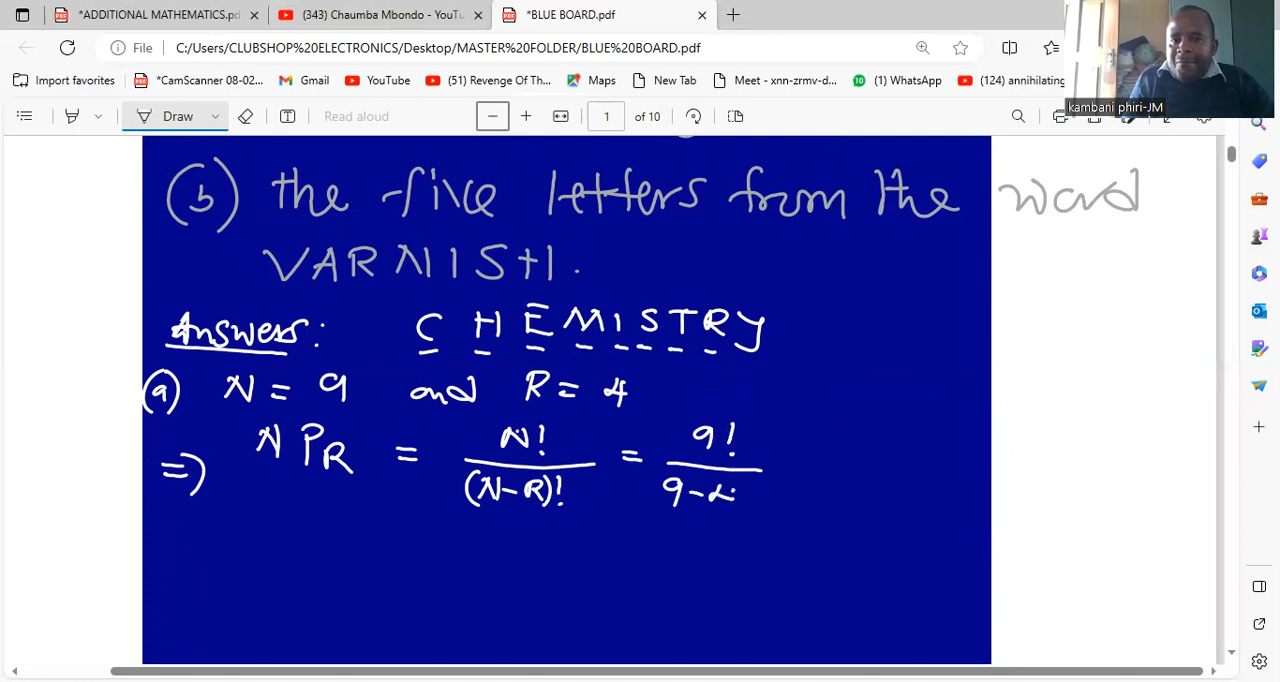 *ADDITIONAL MATHEMATICS.pd
(343) Chaumba Mbondo - YouTu
*BLUE BOARD.pdf
File
C:/Users/CLUBSHOP%20ELECTRONICS/Desktop/MASTER%20FOLDER/BLUE%20BOARD.pdf
Import favorites
*CamScanner 08-02...
Gmail
YouTube
(51) Revenge Of Th...
Maps
New Tab
Meet - xnn-zrmv-d...
10
(1) WhatsApp
(124) annihilating
kambani phiri-JM
Draw
Read aloud
1 of 10
(b) the five letters from the word
VARNISH.
Answers: C H E M I S T R Y
(a) N = 9 and R = 4
=> N P R = N! / (N-R)! = 9! / 9-4